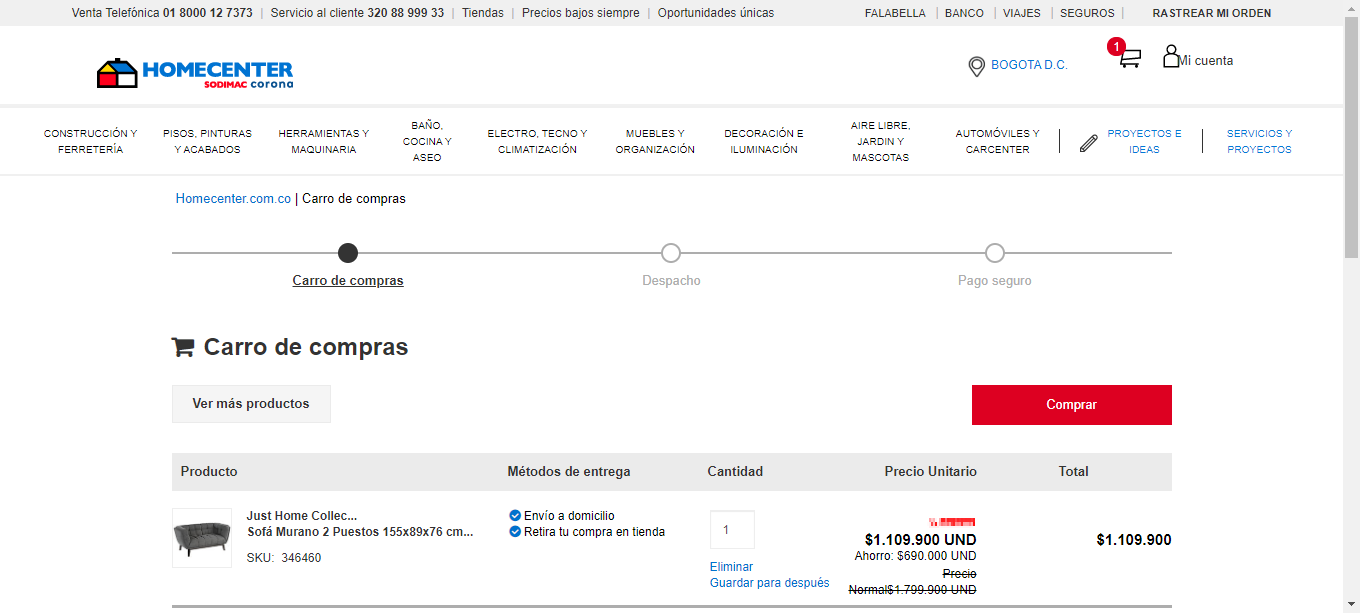 Venta Telefónica 01 8000 12 7373 | Servicio al cliente 320 88 999 33 | Tiendas | Precios bajos siempre | Oportunidades únicas FALABELLA | BANCO | VIAJES | SEGUROS | RASTREAR MI ORDEN
HOMECENTER
SODIMAC corona
BOGOTA D.C.
1
Mi cuenta
CONSTRUCCIÓN Y
FERRETERÍA
PISOS, PINTURAS
Y ACABADOS
HERRAMIENTAS Y
MAQUINARIA
BAÑO,
COCINA Y
ASEO
ELECTRO, TECNO Y
CLIMATIZACIÓN
MUEBLES Y
ORGANIZACIÓN
DECORACIÓN E
ILUMINACIÓN
AIRE LIBRE,
JARDIN Y
MASCOTAS
AUTOMÓVILES Y
CARCENTER
PROYECTOS E
IDEAS
SERVICIOS Y
PROYECTOS
Homecenter.com.co | Carro de compras
Carro de compras
Despacho
Pago seguro
Carro de compras
Ver más productos
Comprar
Producto
Métodos de entrega
Cantidad
Precio Unitario
Total
Just Home Collec...
Sofá Murano 2 Puestos 155x89x76 cm...
SKU: 346460
Envío a domicilio
Retira tu compra en tienda
1
Eliminar
Guardar para después
$1.109.900 UND
Ahorro: $690.000 UND
Precio
Normal$1.799.900 UND
$1.109.900